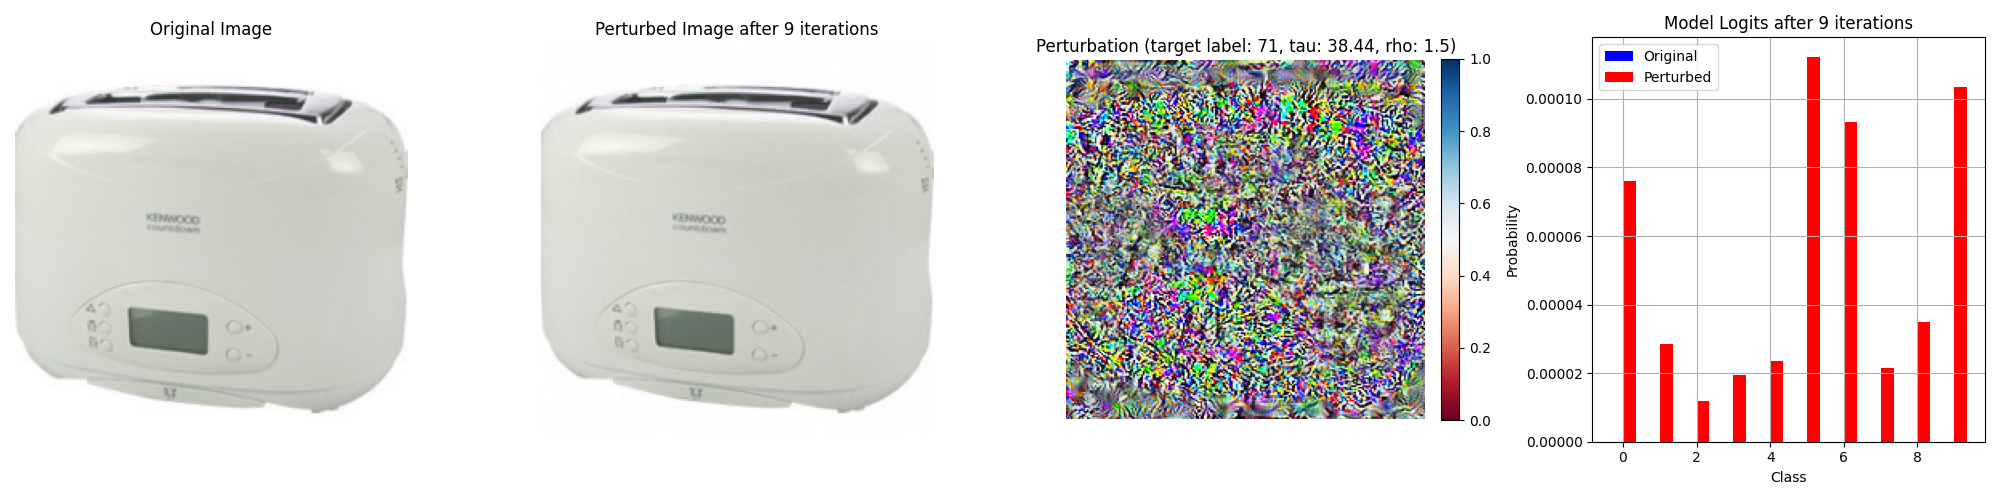 Original Image
KENWOOD
countdown
Perturbed Image after 9 iterations
KENWOOD
countdown
Perturbation (target label: 71, tau: 38.44, rho: 1.5)
1.0
0.8
0.6
0.4
0.2
0.0
Model Logits after 9 iterations
Original
Perturbed
Probability
0.00010
0.00008
0.00006
0.00004
0.00002
0.00000
0 2 4 6 8
Class